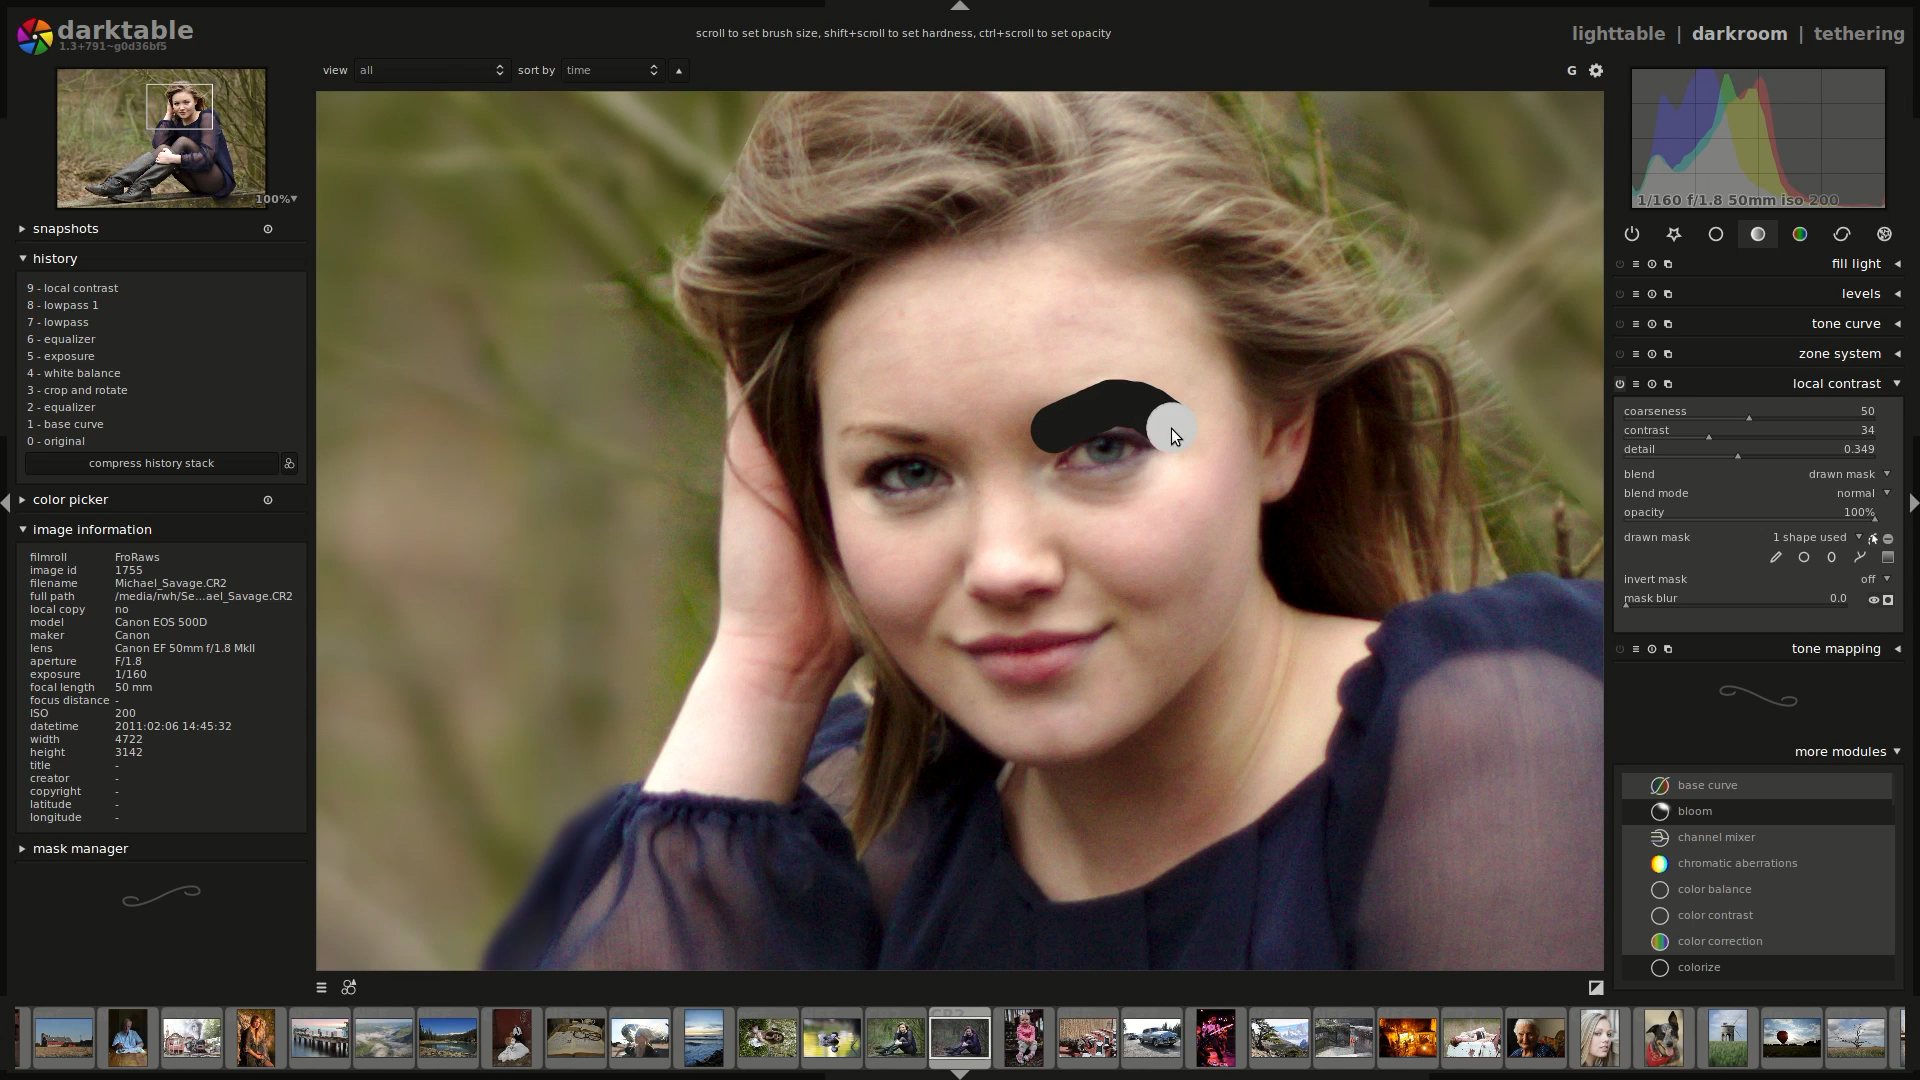 darktable
1.3+791~g0d36bf5
scroll to set brush size, shift+scroll to set hardness, ctrl+scroll to set opacity
lighttable | darkroom | tethering
view all sort by time
G
100%
1/160 f/1.8 50mm iso 200
snapshots
history
9 - local contrast
8 - lowpass 1
7 - lowpass
6 - equalizer
5 - exposure
4 - white balance
3 - crop and rotate
2 - equalizer
1 - base curve
0 - original
compress history stack
color picker
image information
filmroll FroRaws
image id 1755
filename Michael_Savage.CR2
full path /media/rwh/Se...ael_Savage.CR2
local copy no
model Canon EOS 500D
maker Canon
lens Canon EF 50mm f/1.8 MkII
aperture F/1.8
exposure 1/160
focal length 50 mm
focus distance -
ISO 200
datetime 2011:02:06 14:45:32
width 4722
height 3142
title -
creator -
copyright -
latitude -
longitude -
mask manager
fill light
levels
tone curve
zone system
local contrast
coarseness 50
contrast 34
detail 0.349
blend drawn mask
blend mode normal
opacity 100%
drawn mask 1 shape used
invert mask off
mask blur 0.0
tone mapping
more modules
base curve
bloom
channel mixer
chromatic aberrations
color balance
color contrast
color correction
colorize